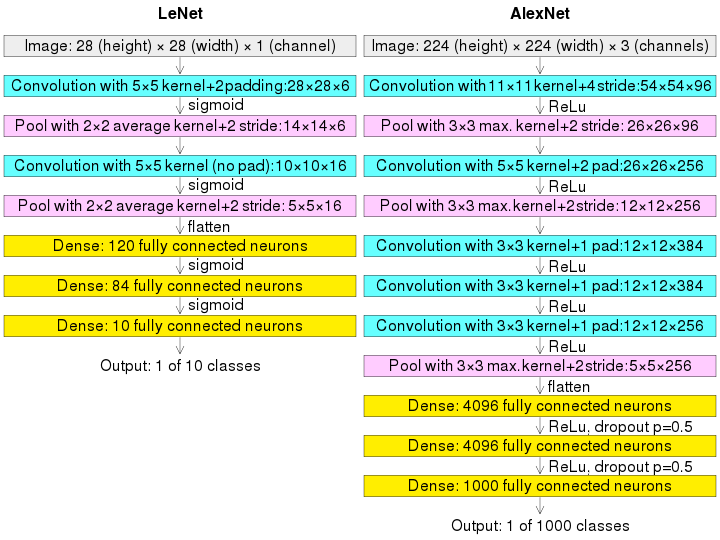 LeNet
Image: 28 (height) × 28 (width) × 1 (channel)
Convolution with 5×5 kernel+2padding:28×28×6
sigmoid
Pool with 2×2 average kernel+2 stride:14×14×6
Convolution with 5×5 kernel (no pad):10×10×16
sigmoid
Pool with 2×2 average kernel+2 stride: 5×5×16
flatten
Dense: 120 fully connected neurons
sigmoid
Dense: 84 fully connected neurons
sigmoid
Dense: 10 fully connected neurons
Output: 1 of 10 classes
AlexNet
Image: 224 (height) × 224 (width) × 3 (channels)
Convolution with 11×11 kernel+4stride:54×54×96
ReLu
Pool with 3×3 max. kernel+2 stride: 26×26×96
Convolution with 5×5 kernel+2 pad:26×26×256
ReLu
Pool with 3×3 max.kernel+2stride:12×12×256
Convolution with 3×3 kernel+1 pad:12×12×384
ReLu
Convolution with 3×3 kernel+1 pad:12×12×384
ReLu
Convolution with 3×3 kernel+1 pad:12×12×256
ReLu
Pool with 3×3 max.kernel+2stride:5×5×256
flatten
Dense: 4096 fully connected neurons
ReLu, dropout p=0.5
Dense: 4096 fully connected neurons
ReLu, dropout p=0.5
Dense: 1000 fully connected neurons
Output: 1 of 1000 classes